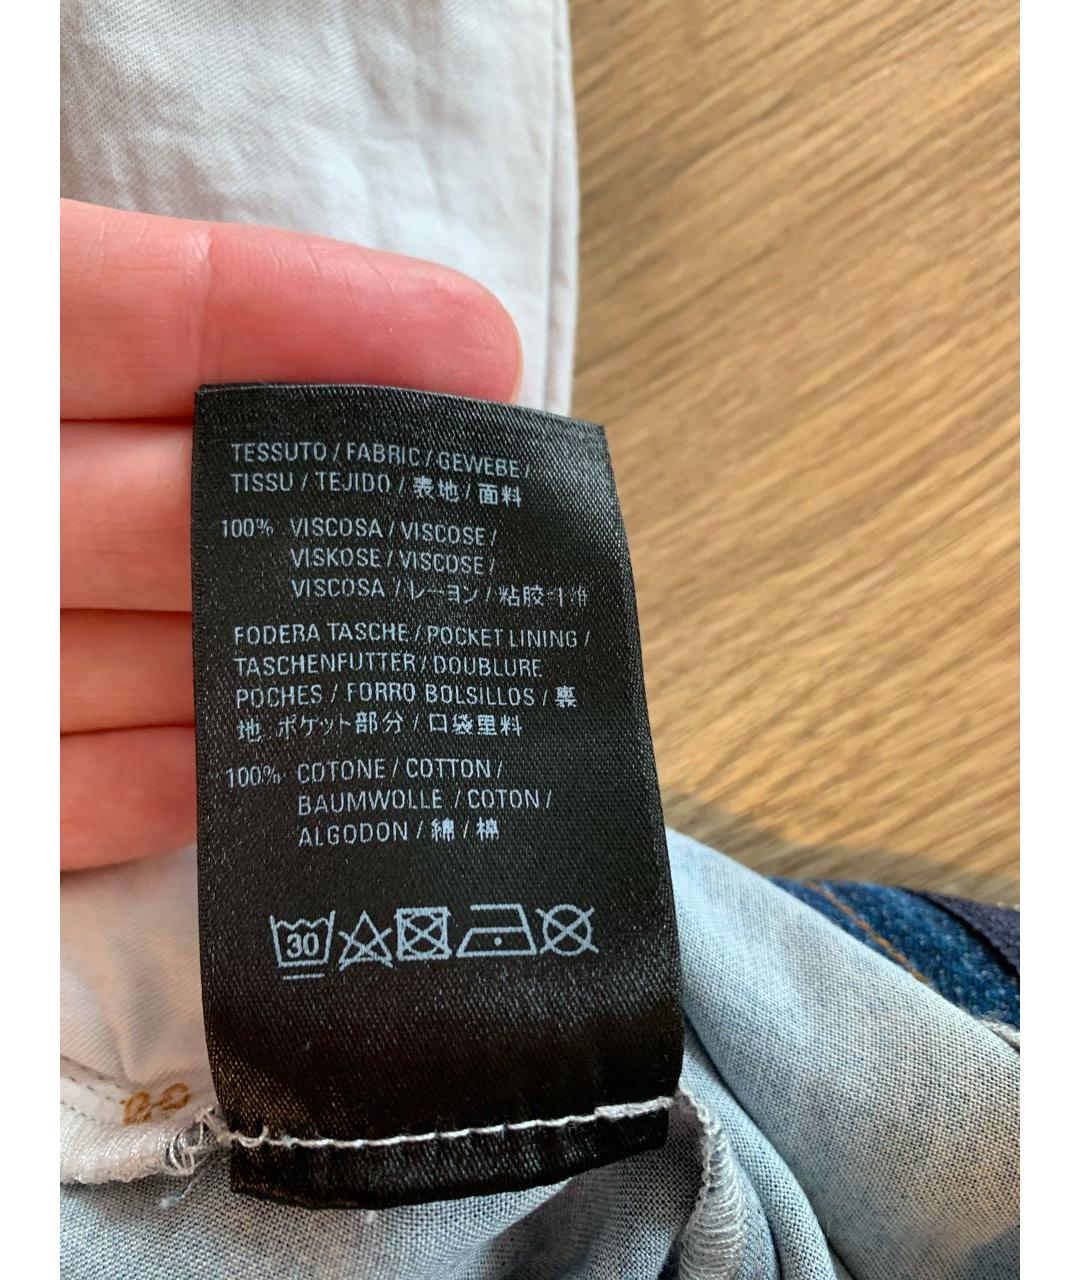 TESSUTO / FABRIC / GEWEBE /
TISSU / TEJIDO / 表地 / 面料
100% VISCOSA / VISCOSE /
VISKOSE / VISCOSE /
VISCOSA / レーヨン / 粘胶
FODERA TASCHE / POCKET LINING /
TASCHENFUTTER / DOUBLURE
POCHES / FORRO BOLSILLOS / 裏
地 ポケット部分 / 口袋里料
100% COTONE / COTTON /
BAUMWOLLE / COTON /
ALGODON / 綿 / 棉
30